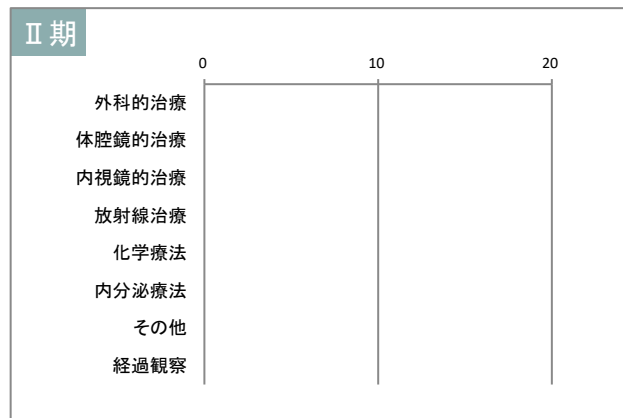 Ⅱ期
0 10 20
外科的治療
体腔鏡的治療
内視鏡的治療
放射線治療
化学療法
内分泌療法
その他
経過観察